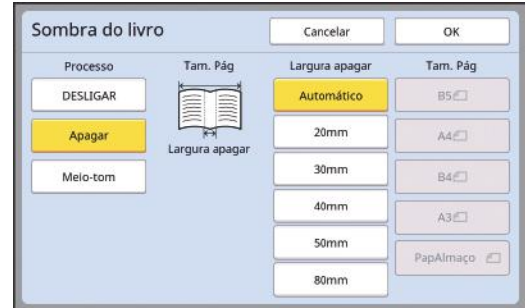 Sombra do livro
Cancelar
OK
Processo
Tam. Pág
Largura apagar
Tam. Pág
DESLIGAR
Apagar
Meio-tom
Largura apagar
Automático
20mm
30mm
40mm
50mm
80mm
B5
A4
B4
A3
PapAlmaço